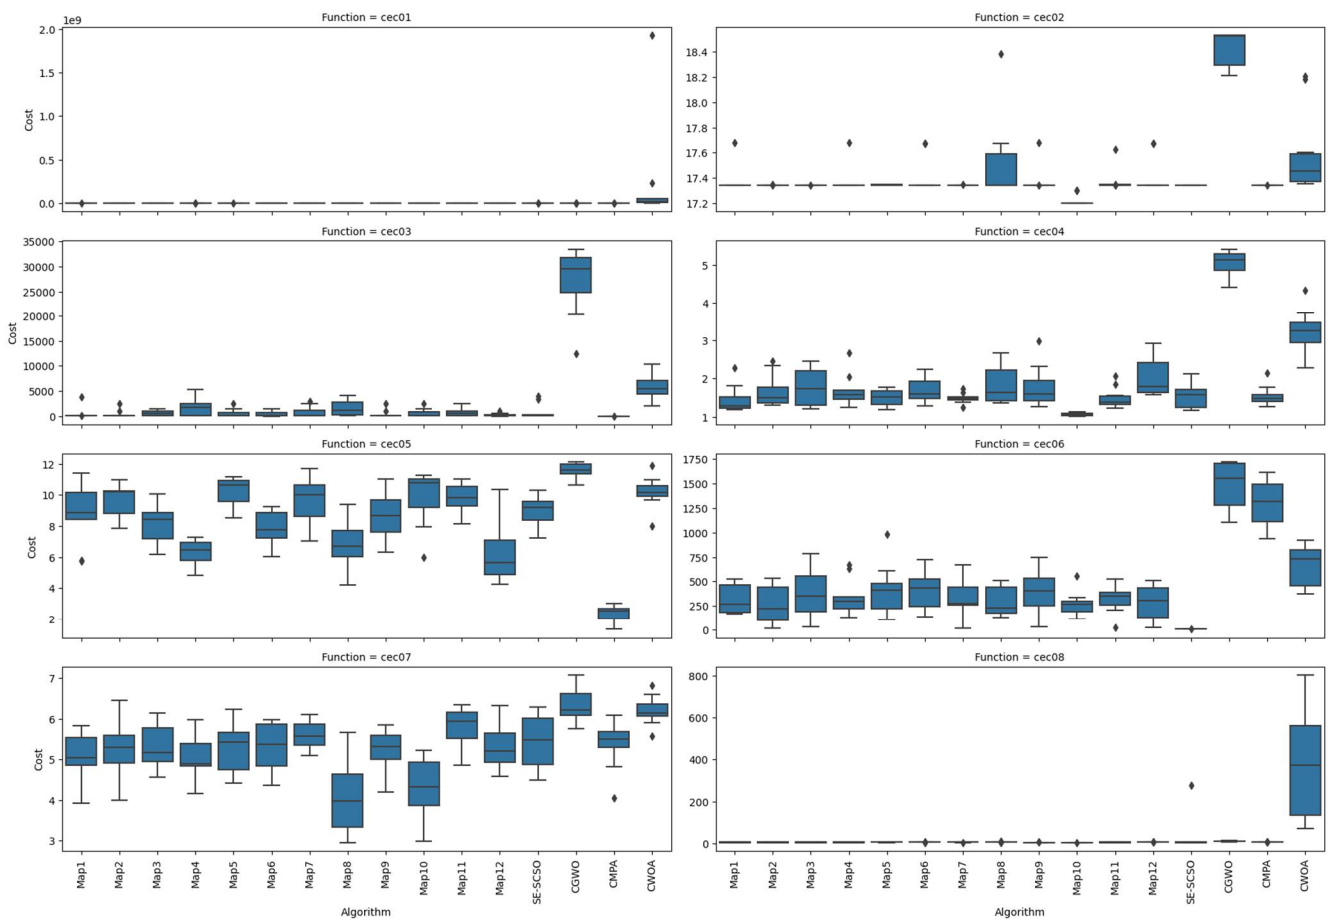 Function = cec01
1e9
2.0
1.5
1.0
0.5
0.0
Cost
Function = cec02
18.4
18.2
18.0
17.8
17.6
17.4
17.2
Function = cec03
35000
30000
25000
20000
15000
10000
5000
0
Cost
Function = cec04
5
4
3
2
1
Function = cec05
12
10
8
6
4
2
Cost
Function = cec06
1750
1500
1250
1000
750
500
250
0
Function = cec07
7
6
5
4
3
Cost
Map1
Map2
Map3
Map4
Map5
Map6
Map7
Map8
Map9
Map10
Map11
Map12
SE-SCSO
CGWO
CMPA
CWOA
Algorithm
Function = cec08
800
600
400
200
0
Map1
Map2
Map3
Map4
Map5
Map6
Map7
Map8
Map9
Map10
Map11
Map12
SE-SCSO
CGWO
CMPA
CWOA
Algorithm